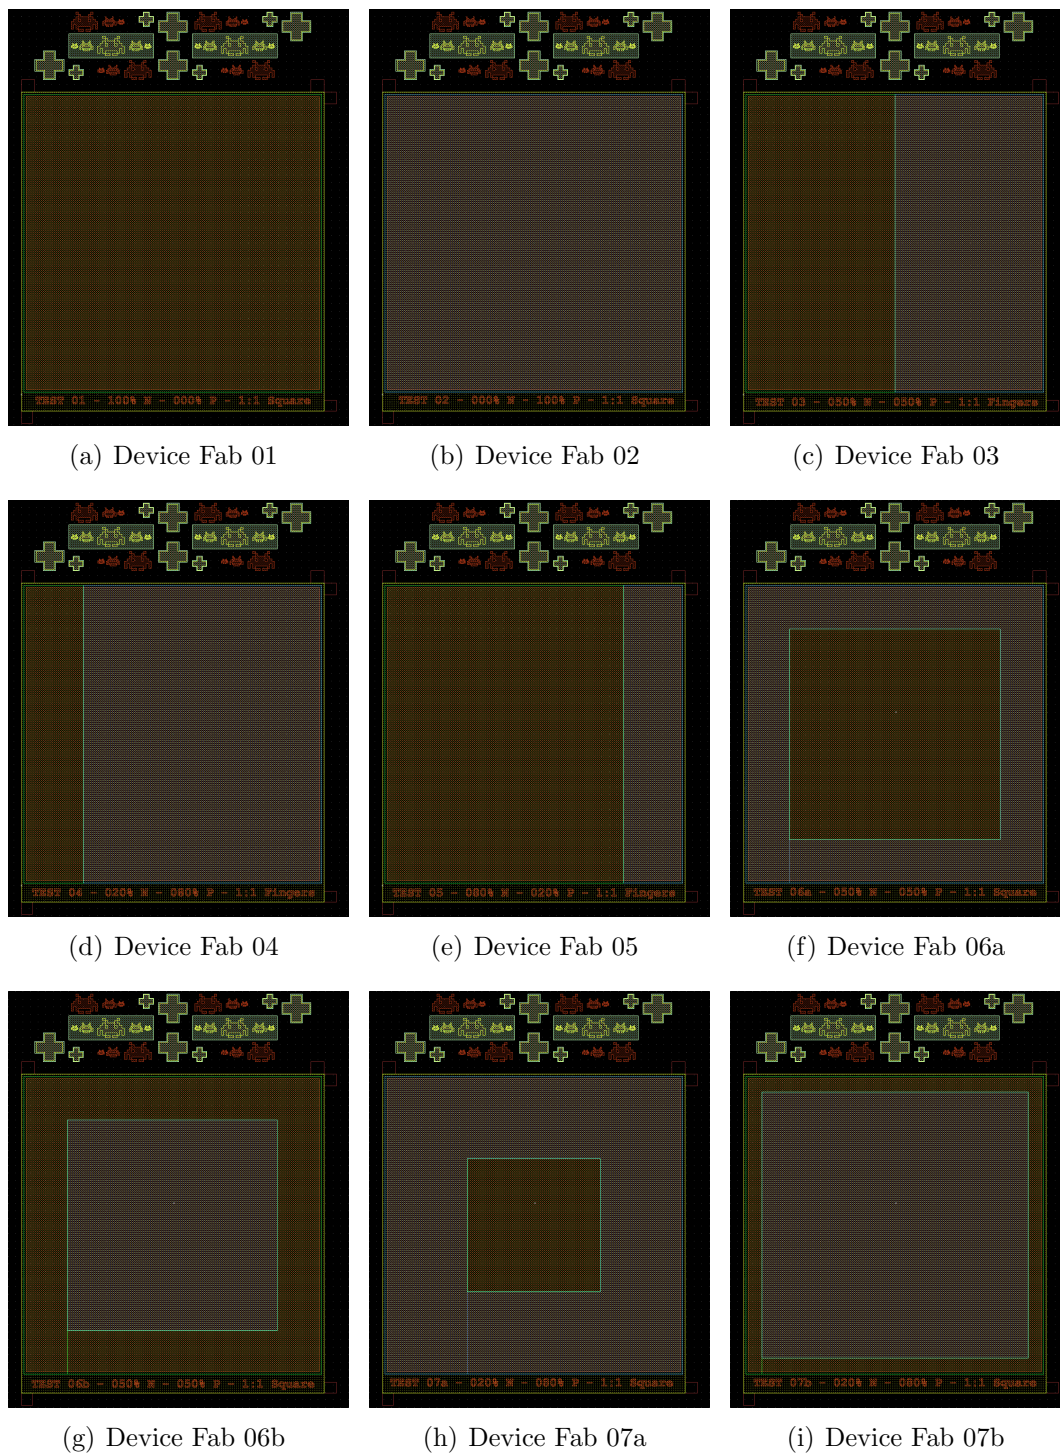 TEST 01 - 100% N - 000% P - 1:1 Square
TEST 02 - 000% N - 100% P - 1:1 Square
TEST 03 - 050% N - 050% P - 1:1 Fingers
(a) Device Fab 01
(b) Device Fab 02
(c) Device Fab 03
TEST 04 - 020% N - 080% P - 1:1 Fingers
TEST 05 - 080% N - 020% P - 1:1 Fingers
TEST 06a - 050% N - 050% P - 1:1 Square
(d) Device Fab 04
(e) Device Fab 05
(f) Device Fab 06a
TEST 06b - 050% N - 050% P - 1:1 Square
TEST 07a - 020% N - 080% P - 1:1 Square
TEST 07b - 020% N - 080% P - 1:1 Square
(g) Device Fab 06b
(h) Device Fab 07a
(i) Device Fab 07b